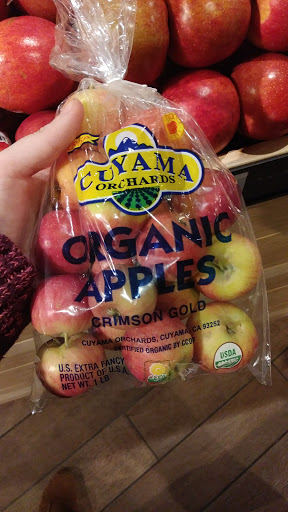 CUYAMA
ORCHARDS
ORGANIC
APPLES
CRIMSON GOLD
CUYAMA ORCHARDS, CUYAMA, CA 93252
CERTIFIED ORGANIC BY CCOF
U.S. EXTRA FANCY
PRODUCT OF U.S.A
NET WT. 1 LB
USDA
ORGANIC